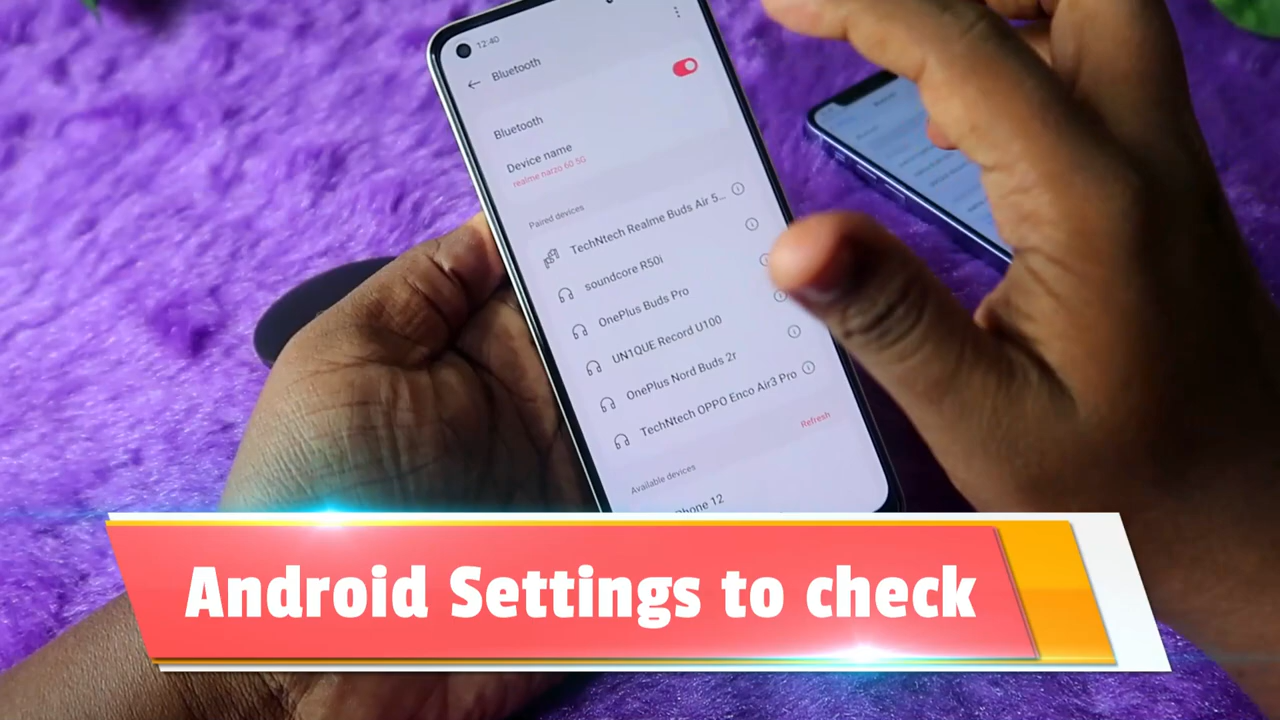 12:40
Bluetooth
Bluetooth
Device name
realme narzo 60 5G
Paired devices
TechNtech Realme Buds Air 5...
soundcore R50i
OnePlus Buds Pro
UN1QUE Record U100
OnePlus Nord Buds 2r
TechNtech OPPO Enco Air3 Pro
Refresh
Available devices
Phone 12
Android Settings to check